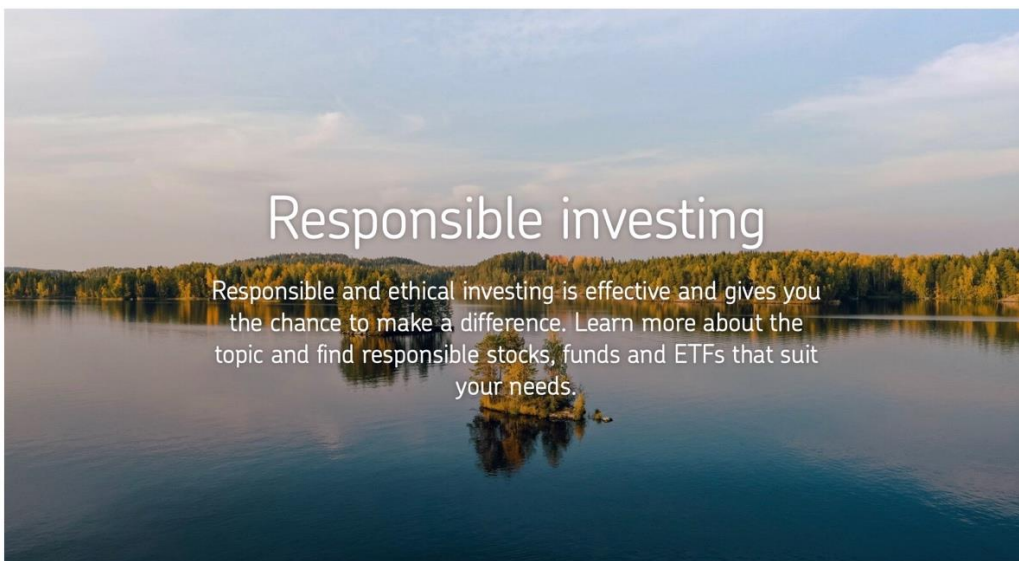 Responsible investing
Responsible and ethical investing is effective and gives you
the chance to make a difference. Learn more about the
topic and find responsible stocks, funds and ETFs that suit
your needs.